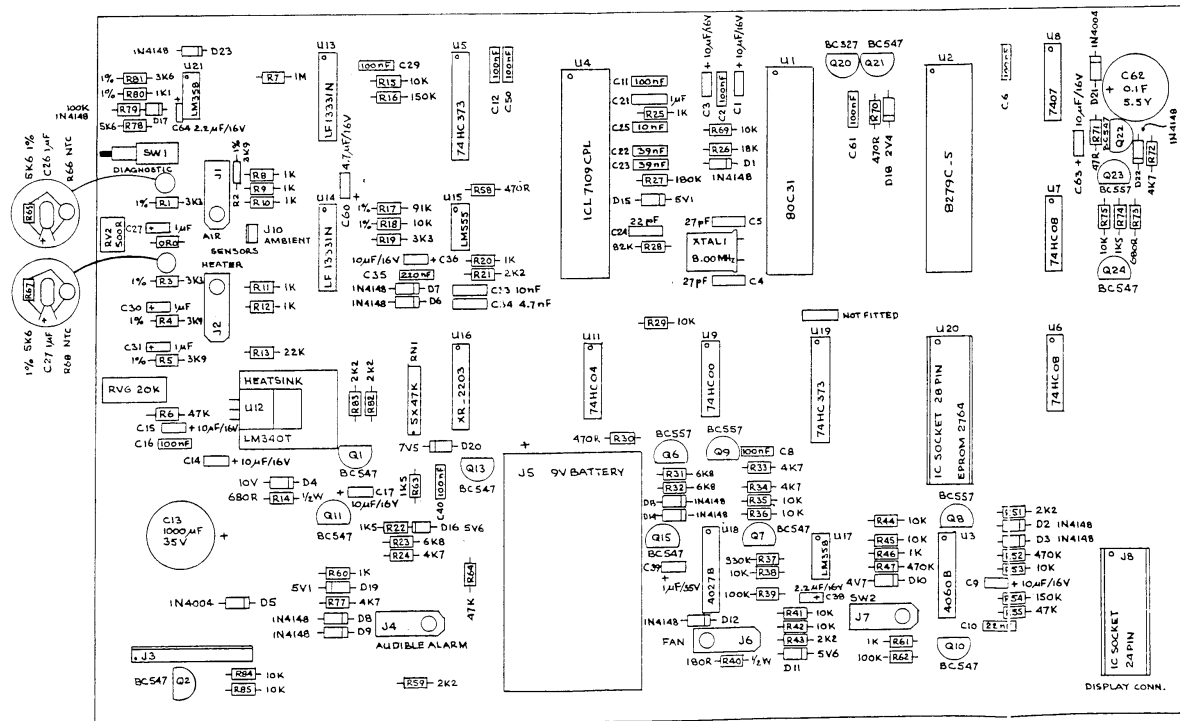 1N4148 D23
1% R81 3K6
1% R80 1K1
100K R79
1N4148 D17
5K6 R78
U21
LM358
C64 2.2µF/16V
R7 1M
U13
LF13331N
100nF C29
R15 10K
R16 150K
U5
74HC373
100nF
100nF
C12
C50
U4
ICL7109CPL
C11 100nF
C21 1µF
R25 1K
C25 10nF
C22 39nF
C23 39nF
R27 180K
D15 5V1
+10µF/16V
+10µF/16V
C3
C2
100nF
C1
R69 10K
R26 18K
D1
1N4148
U1
80C31
BC327 BC547
Q20 Q21
100nF
C61
R70
470R
D18 2V4
U2
8279C-5
100nF
C6
U8
7407
1N4004
D21
C62
0.1F
5.5V
+
10µF/16V
C63 +
R71
47R
BC547
Q22
1N4148
D22
R72
4K7
Q23
BC557
R75
10K
R74
1K5
R73
680R
Q24
BC547
U7
74HC08
SW1
DIAGNOSTIC
5K6 1%
C26 1µF
R66 NTC
R65
R1 1% 3K3
RV2
500R
C27 1µF
0R0
J1
AIR
SENSORS
HEATER
1%
3K9
R2
R8 1K
R9 1K
R10 1K
J10
AMBIENT
U14
LF13331N
4.7µF/16V
C60 +
1% R17 91K
1% R18 10K
R19 3K3
10µF/16V C36
C35 220nF
1N4148 D7
1N4148 D6
U15
LM555
R58 470R
R20 1K
R21 2K2
10nF
C34 4.7nF
22pF
C24
82K R28
27pF C5
XTAL1
8.00MHz
27pF C4
R67
1% 5K6
C27 1µF
R68 NTC
1% R3 3K3
C30 1µF
1% R4 3K9
C31 1µF
1% R5 3K9
J2
R11 1K
R12 1K
R13 22K
R29 10K
NOT FITTED
RVG 20K
R6 47K
C15 +10µF/16V
C16 100nF
C14 +10µF/16V
HEATSINK
U12
LM340T
R83 2K2
R82 2K2
RN1
5X47K
U16
XR-2203
U11
74HC04
U9
74HC00
U19
74HC373
U20
IC SOCKET 28 PIN
EPROM 2764
U6
74HC08
Q1
BC547
7V5 D20
Q13
BC547
470R R30
J5 9V BATTERY
+
10V D4
680R R14 ½W
C17
10µF/16V
Q11
BC547
1K5
R63
100nF
C40
1K5 R22 D16 5V6
R23 6K8
R24 4K7
C13
1000µF
35V
+
R60 1K
5V1 D19
R77 4K7
1N4004 D5
1N4148 D8
1N4148 D9
R64
47K
J4
AUDIBLE ALARM
J3
BC547 Q2
R84 10K
R85 10K
R59 2K2
BC557
Q6
R31 6K8
R32 6K8
1N4148
D14 1N4148
Q15
BC547
C39
1µF/35V
BC557
Q9
100nF C8
R33 4K7
R34 4K7
R35 10K
R36 10K
U18
4027B
Q7
BC547
330K R37
10K R38
100K R39
1N4148 D12
FAN J6
180R R40 ½W
U17
LM358
2.2µF/16V
C38
R41 10K
R42 10K
R43 2K2
5V6
D11
R44 10K
R45 10K
R46 1K
R47 470K
4V7 D10
SW2
J7
1K R61
100K R62
BC557
Q8
U3
4060B
Q10
BC547
2K2
D2 1N4148
D3 1N4148
470K
10K
C9 +10µF/16V
150K
47K
C10
J8
IC SOCKET
24 PIN
DISPLAY CONN.